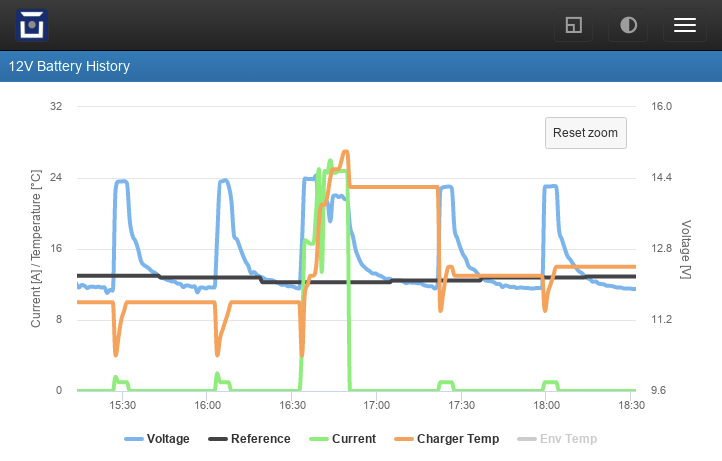 12V Battery History
Reset zoom
Current [A] / Temperature [°C]
32
24
16
8
0
16.0
14.4
12.8
11.2
9.6
Voltage [V]
15:30 16:00 16:30 17:00 17:30 18:00 18:30
Voltage Reference Current Charger Temp Env Temp